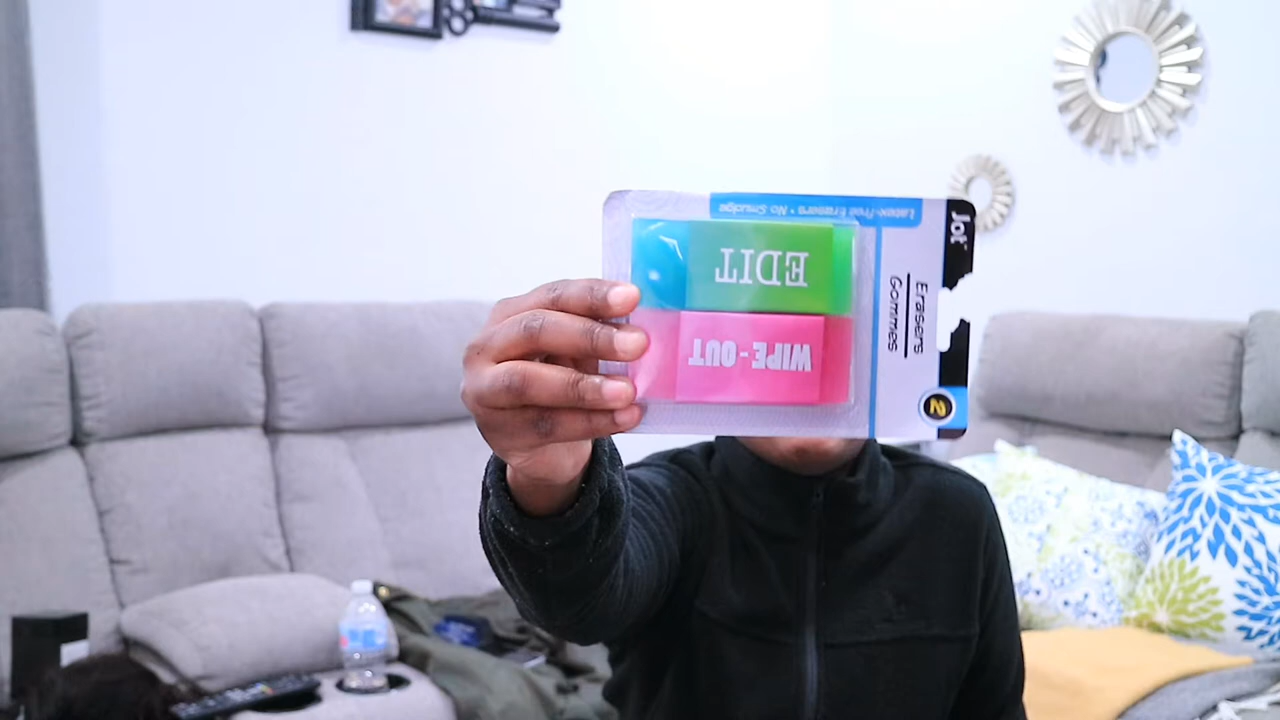 Jot
Erasers
Gommes
2
Latex-Free Erasers • No Smudge
EDIT
WIPE-OUT